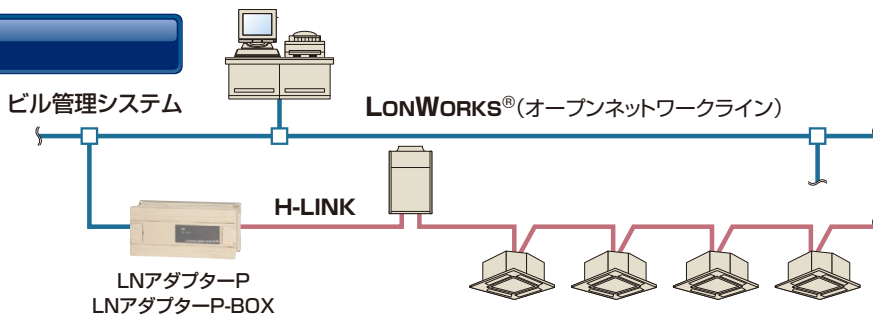 ビル管理システム
LONWORKS®(オープンネットワークライン)
H-LINK
LNアダプターP
LNアダプターP-BOX